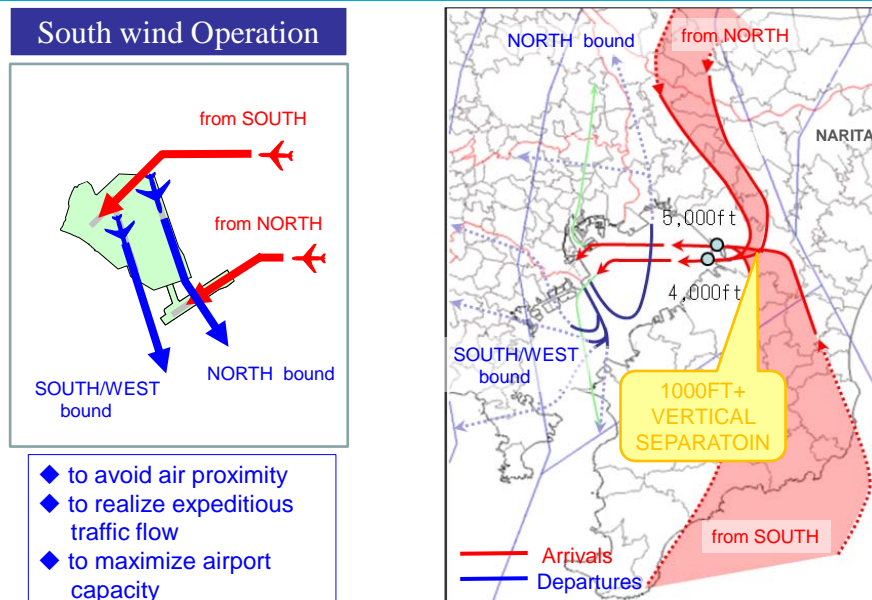 South wind Operation
from SOUTH
from NORTH
SOUTH/WEST
bound
NORTH bound
◆ to avoid air proximity
◆ to realize expeditious
traffic flow
◆ to maximize airport
capacity
NORTH bound
from NORTH
NARITA
5,000ft
4,000ft
SOUTH/WEST
bound
1000FT+
VERTICAL
SEPARATOIN
from SOUTH
Arrivals
Departures